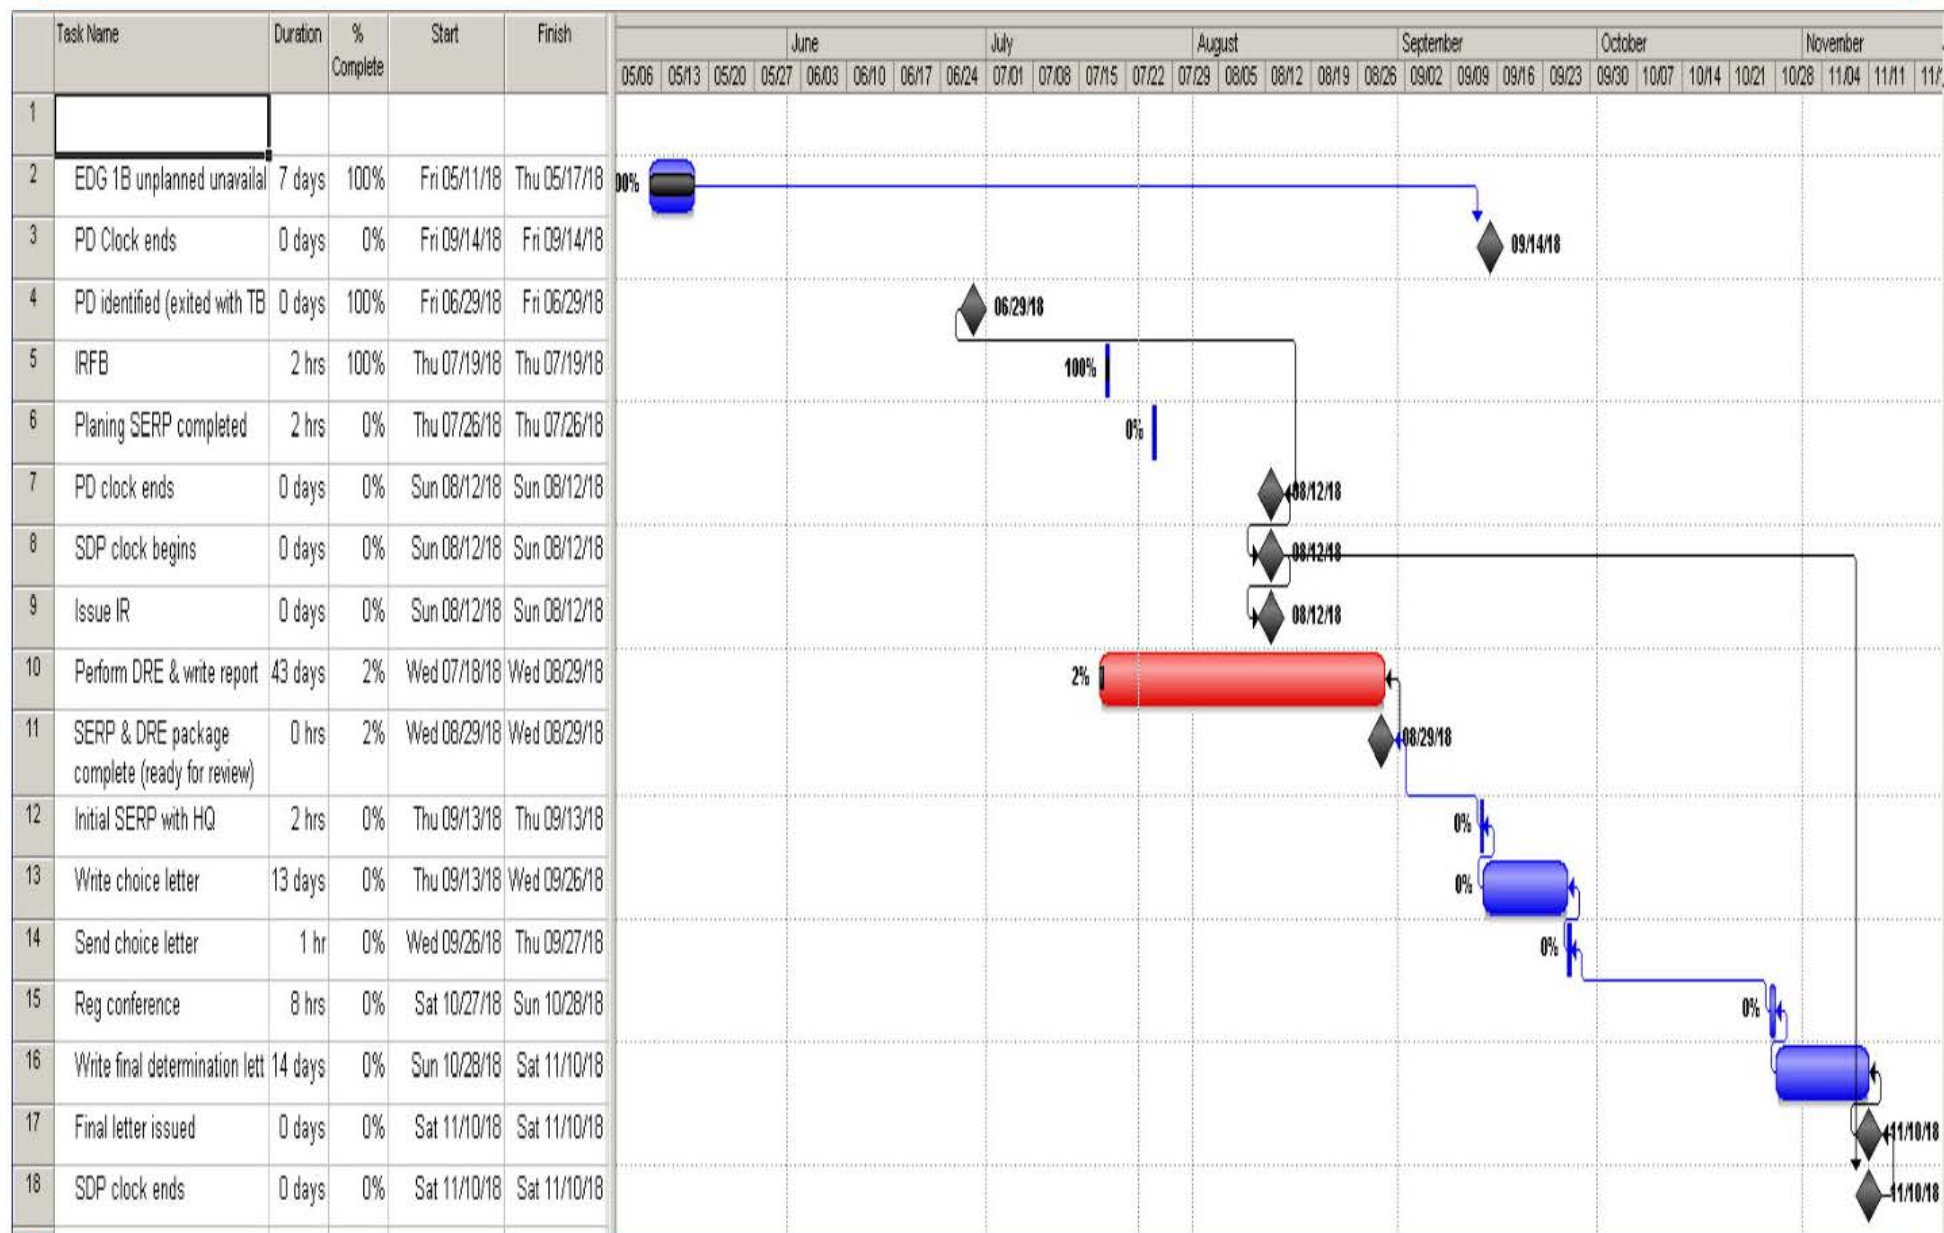 Task Name Duration % Complete Start Finish
June July August September October November
05/06 05/13 05/20 05/27 06/03 06/10 06/17 06/24 07/01 07/08 07/15 07/22 07/29 08/05 08/12 08/19 08/26 09/02 09/09 09/16 09/23 09/30 10/07 10/14 10/21 10/28 11/04 11/11 11/
1
2 EDG 1B unplanned unavailal 7 days 100% Fri 05/11/18 Thu 05/17/18 00%
3 PD Clock ends 0 days 0% Fri 09/14/18 Fri 09/14/18 09/14/18
4 PD identified (exited with TB 0 days 100% Fri 06/29/18 Fri 06/29/18 06/29/18
5 IRFB 2 hrs 100% Thu 07/19/18 Thu 07/19/18 100%
6 Planing SERP completed 2 hrs 0% Thu 07/26/18 Thu 07/26/18 0%
7 PD clock ends 0 days 0% Sun 08/12/18 Sun 08/12/18 08/12/18
8 SDP clock begins 0 days 0% Sun 08/12/18 Sun 08/12/18 08/12/18
9 Issue IR 0 days 0% Sun 08/12/18 Sun 08/12/18 08/12/18
10 Perform DRE & write report 43 days 2% Wed 07/18/18 Wed 08/29/18 2%
11 SERP & DRE package 0 hrs 2% Wed 08/29/18 Wed 08/29/18 08/29/18
complete (ready for review)
12 Initial SERP with HQ 2 hrs 0% Thu 09/13/18 Thu 09/13/18 0%
13 Write choice letter 13 days 0% Thu 09/13/18 Wed 09/26/18 0%
14 Send choice letter 1 hr 0% Wed 09/26/18 Thu 09/27/18 0%
15 Reg conference 8 hrs 0% Sat 10/27/18 Sun 10/28/18 0%
16 Write final determination lett 14 days 0% Sun 10/28/18 Sat 11/10/18
17 Final letter issued 0 days 0% Sat 11/10/18 Sat 11/10/18 11/10/18
18 SDP clock ends 0 days 0% Sat 11/10/18 Sat 11/10/18 11/10/18